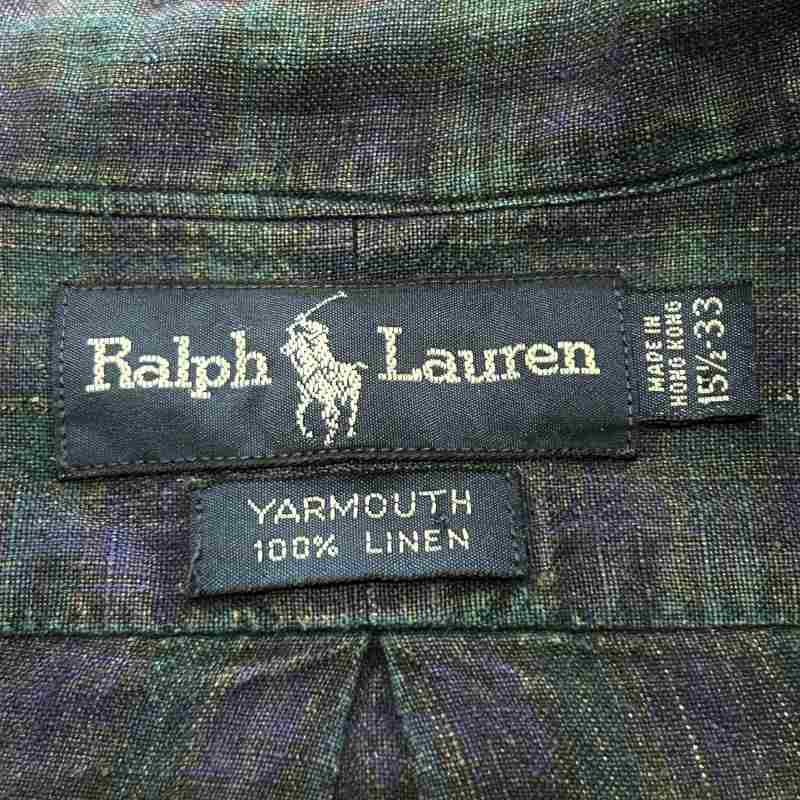 Ralph Lauren
MADE IN
HONG KONG
15½-33
YARMOUTH
100% LINEN